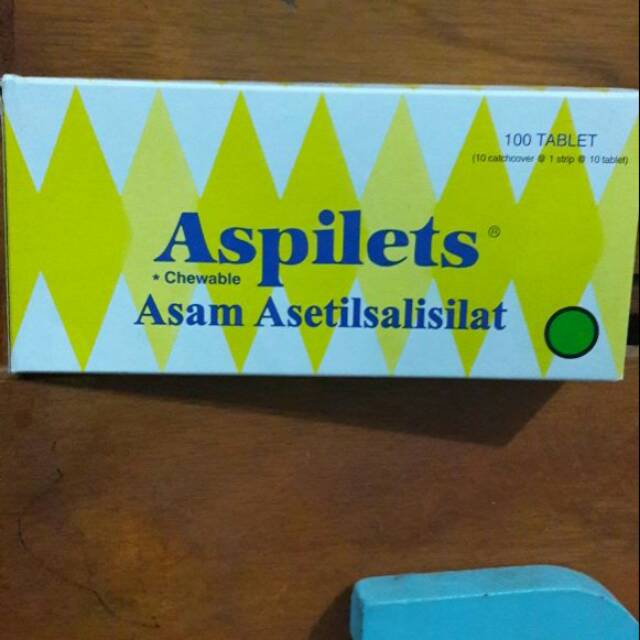 100 TABLET
(10 catchcover @ 1 strip @ 10 tablet)
Aspilets®
* Chewable
Asam Asetilsalisilat